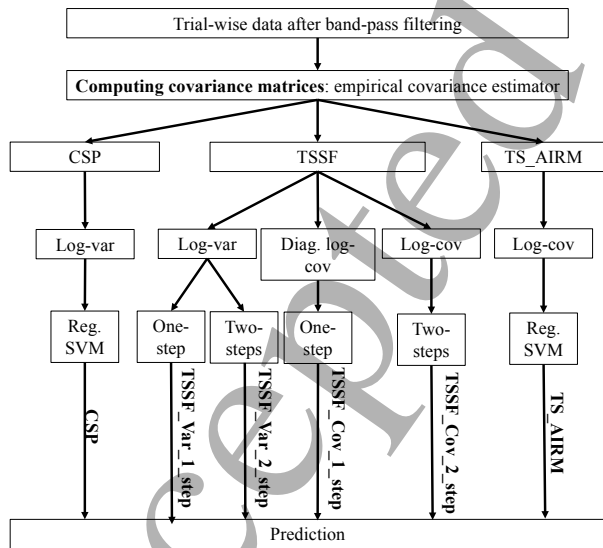 Trial-wise data after band-pass filtering
Computing covariance matrices: empirical covariance estimator
CSP
TSSF
TS_AIRM
Log-var
Log-var
Diag. log-
cov
Log-cov
Log-cov
Reg.
SVM
One-
step
Two-
steps
One-
step
Two-
steps
Reg.
SVM
CSP
TSSF_Var_1_step
TSSF_Var_2_step
TSSF_Cov_1_step
TSSF_Cov_2_step
TS_AIRM
Prediction
cepted